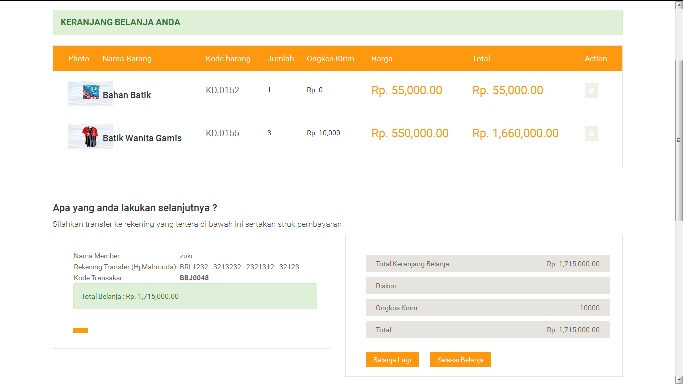 KERANJANG BELANJA ANDA
Photo Nama Barang Kode barang Jumlah Ongkos Kirim Harga Total Action
Bahan Batik KD.0152 1 Rp. 0 Rp. 55,000.00 Rp. 55,000.00
Batik Wanita Gamis KD.0155 3 Rp. 10,000 Rp. 550,000.00 Rp. 1,660,000.00
Apa yang anda lakukan selanjutnya ?
Silahkan transfer ke rekening yang tertera di bawah ini sertakan struk pembayaran
Nama Member zuki
Rekening Transfer (Hj Mahmuda) BRI 1232 - 3213232 - 2321312 - 32123
Kode Transaksi BBJ0048
Total Belanja : Rp. 1,715,000.00
Total Keranjang Belanja Rp. 1,715,000.00
Diskon
Ongkos Kirim 10000
Total Rp. 1,715,000.00
Belanja Lagi Selesai Belanja